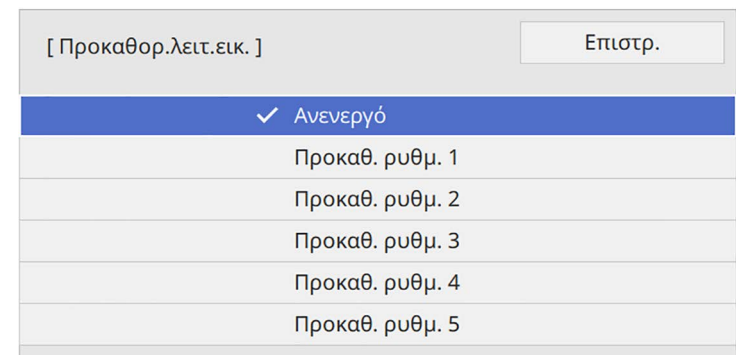 [ Προκαθορ.λειτ.εικ. ]
Επιστρ.
✓ Ανενεργό
Προκαθ. ρυθμ. 1
Προκαθ. ρυθμ. 2
Προκαθ. ρυθμ. 3
Προκαθ. ρυθμ. 4
Προκαθ. ρυθμ. 5